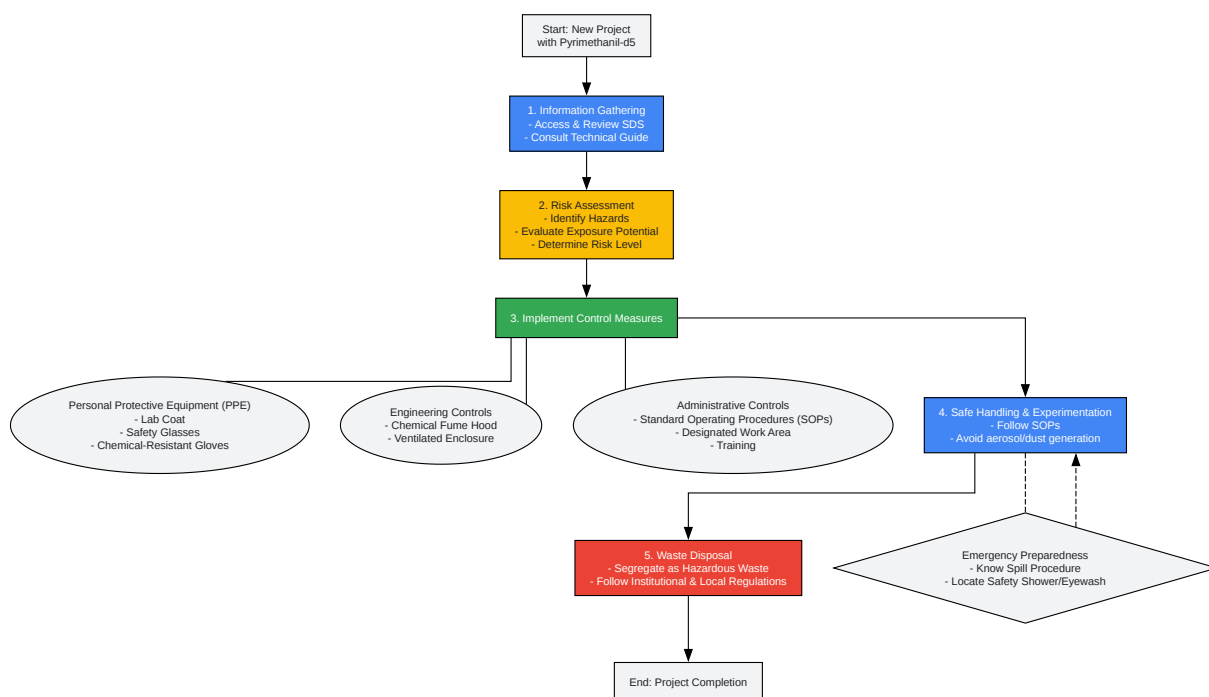 Start: New Project
with Pyrimethanil-d5
1. Information Gathering
- Access & Review SDS
- Consult Technical Guide
2. Risk Assessment
- Identify Hazards
- Evaluate Exposure Potential
- Determine Risk Level
3. Implement Control Measures
Personal Protective Equipment (PPE)
- Lab Coat
- Safety Glasses
- Chemical-Resistant Gloves
Engineering Controls
- Chemical Fume Hood
- Ventilated Enclosure
Administrative Controls
- Standard Operating Procedures (SOPs)
- Designated Work Area
- Training
4. Safe Handling & Experimentation
- Follow SOPs
- Avoid aerosol/dust generation
5. Waste Disposal
- Segregate as Hazardous Waste
- Follow Institutional & Local Regulations
Emergency Preparedness
- Know Spill Procedure
- Locate Safety Shower/Eyewash
End: Project Completion